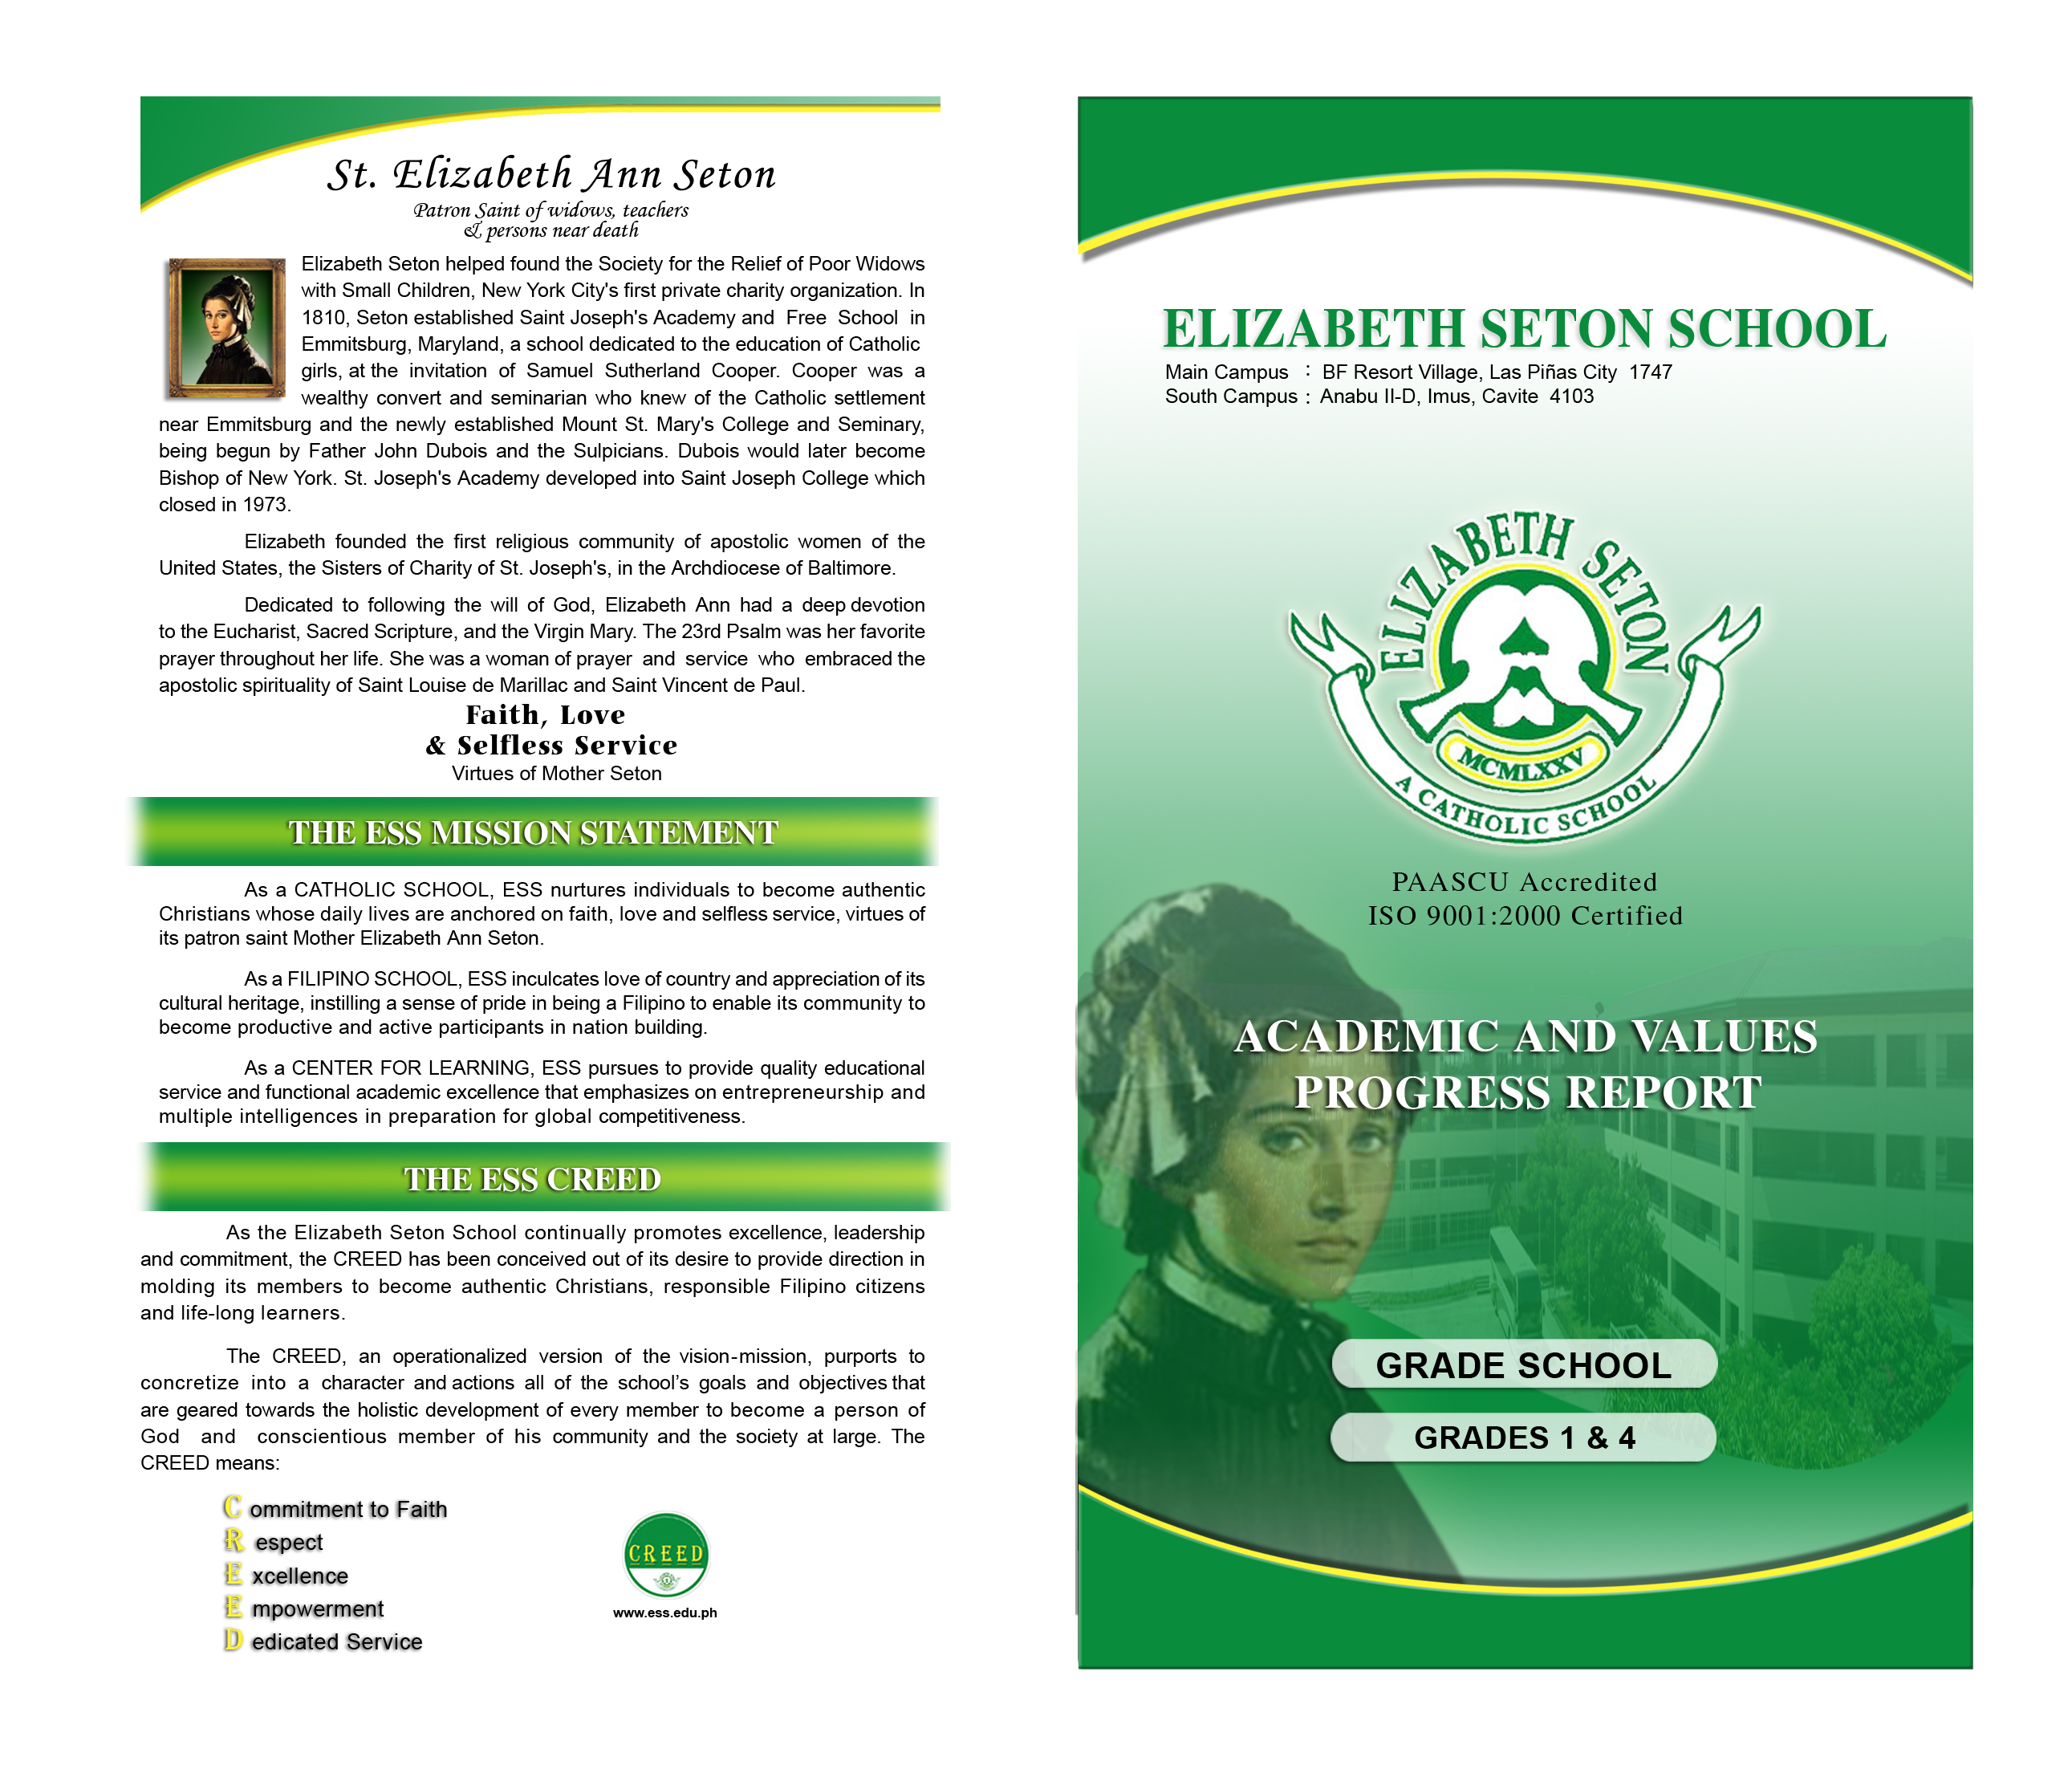 St. Elizabeth Ann Seton
Patron Saint of widows, teachers
& persons near death
Elizabeth Seton helped found the Society for the Relief of Poor Widows
with Small Children, New York City's first private charity organization. In
1810, Seton established Saint Joseph's Academy and Free School in
Emmitsburg, Maryland, a school dedicated to the education of Catholic
girls, at the invitation of Samuel Sutherland Cooper. Cooper was a
wealthy convert and seminarian who knew of the Catholic settlement
near Emmitsburg and the newly established Mount St. Mary's College and Seminary,
being begun by Father John Dubois and the Sulpicians. Dubois would later become
Bishop of New York. St. Joseph's Academy developed into Saint Joseph College which
closed in 1973.
Elizabeth founded the first religious community of apostolic women of the
United States, the Sisters of Charity of St. Joseph's, in the Archdiocese of Baltimore.
Dedicated to following the will of God, Elizabeth Ann had a deep devotion
to the Eucharist, Sacred Scripture, and the Virgin Mary. The 23rd Psalm was her favorite
prayer throughout her life. She was a woman of prayer and service who embraced the
apostolic spirituality of Saint Louise de Marillac and Saint Vincent de Paul.
Faith, Love
& Selfless Service
Virtues of Mother Seton
THE ESS MISSION STATEMENT
As a CATHOLIC SCHOOL, ESS nurtures individuals to become authentic
Christians whose daily lives are anchored on faith, love and selfless service, virtues of
its patron saint Mother Elizabeth Ann Seton.
As a FILIPINO SCHOOL, ESS inculcates love of country and appreciation of its
cultural heritage, instilling a sense of pride in being a Filipino to enable its community to
become productive and active participants in nation building.
As a CENTER FOR LEARNING, ESS pursues to provide quality educational
service and functional academic excellence that emphasizes on entrepreneurship and
multiple intelligences in preparation for global competitiveness.
THE ESS CREED
As the Elizabeth Seton School continually promotes excellence, leadership
and commitment, the CREED has been conceived out of its desire to provide direction in
molding its members to become authentic Christians, responsible Filipino citizens
and life-long learners.
The CREED, an operationalized version of the vision-mission, purports to
concretize into a character and actions all of the school’s goals and objectives that
are geared towards the holistic development of every member to become a person of
God and conscientious member of his community and the society at large. The
CREED means:
Commitment to Faith
Respect
Excellence
Empowerment
Dedicated Service
CREED
www.ess.edu.ph
ELIZABETH SETON SCHOOL
Main Campus : BF Resort Village, Las Piñas City 1747
South Campus : Anabu II-D, Imus, Cavite 4103
ELIZABETH SETON
MCMLXXV
A CATHOLIC SCHOOL
PAASCU Accredited
ISO 9001:2000 Certified
ACADEMIC AND VALUES
PROGRESS REPORT
GRADE SCHOOL
GRADES 1 & 4